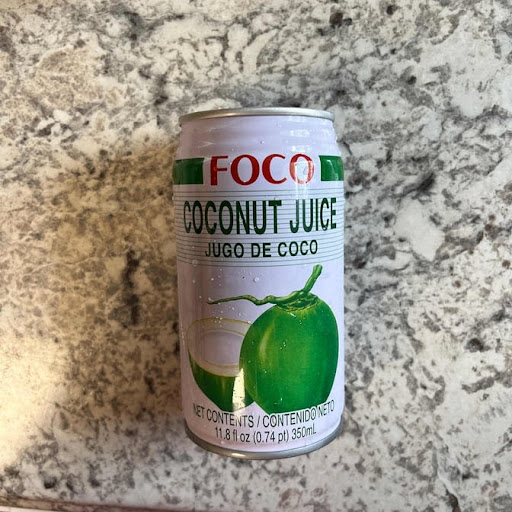 FOCO
COCONUT JUICE
JUGO DE COCO
NET CONTENTS / CONTENIDO NETO
11.8 fl oz (0.74 pt) 350mL